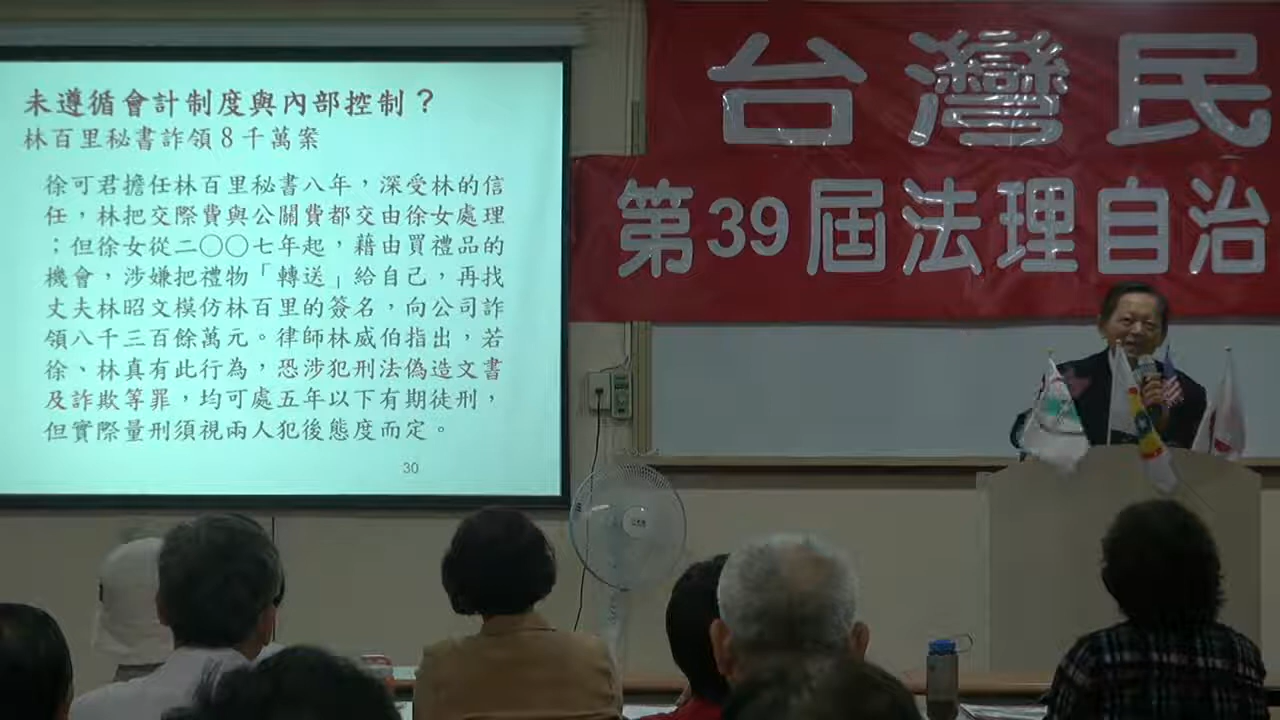 未遵循會計制度與內部控制？
林百里秘書詐領8千萬案
徐可君擔任林百里秘書八年，深受林的信
任，林把交際費與公關費都交由徐女處理
；但徐女從二〇〇七年起，藉由買禮品的
機會，涉嫌把禮物「轉送」給自己，再找
丈夫林昭文模仿林百里的簽名，向公司詐
領八千三百餘萬元。律師林威伯指出，若
徐、林真有此行為，恐涉犯刑法偽造文書
及詐欺等罪，均可處五年以下有期徒刑，
但實際量刑須視兩人犯後態度而定。
30
台灣民
第39屆法理自治